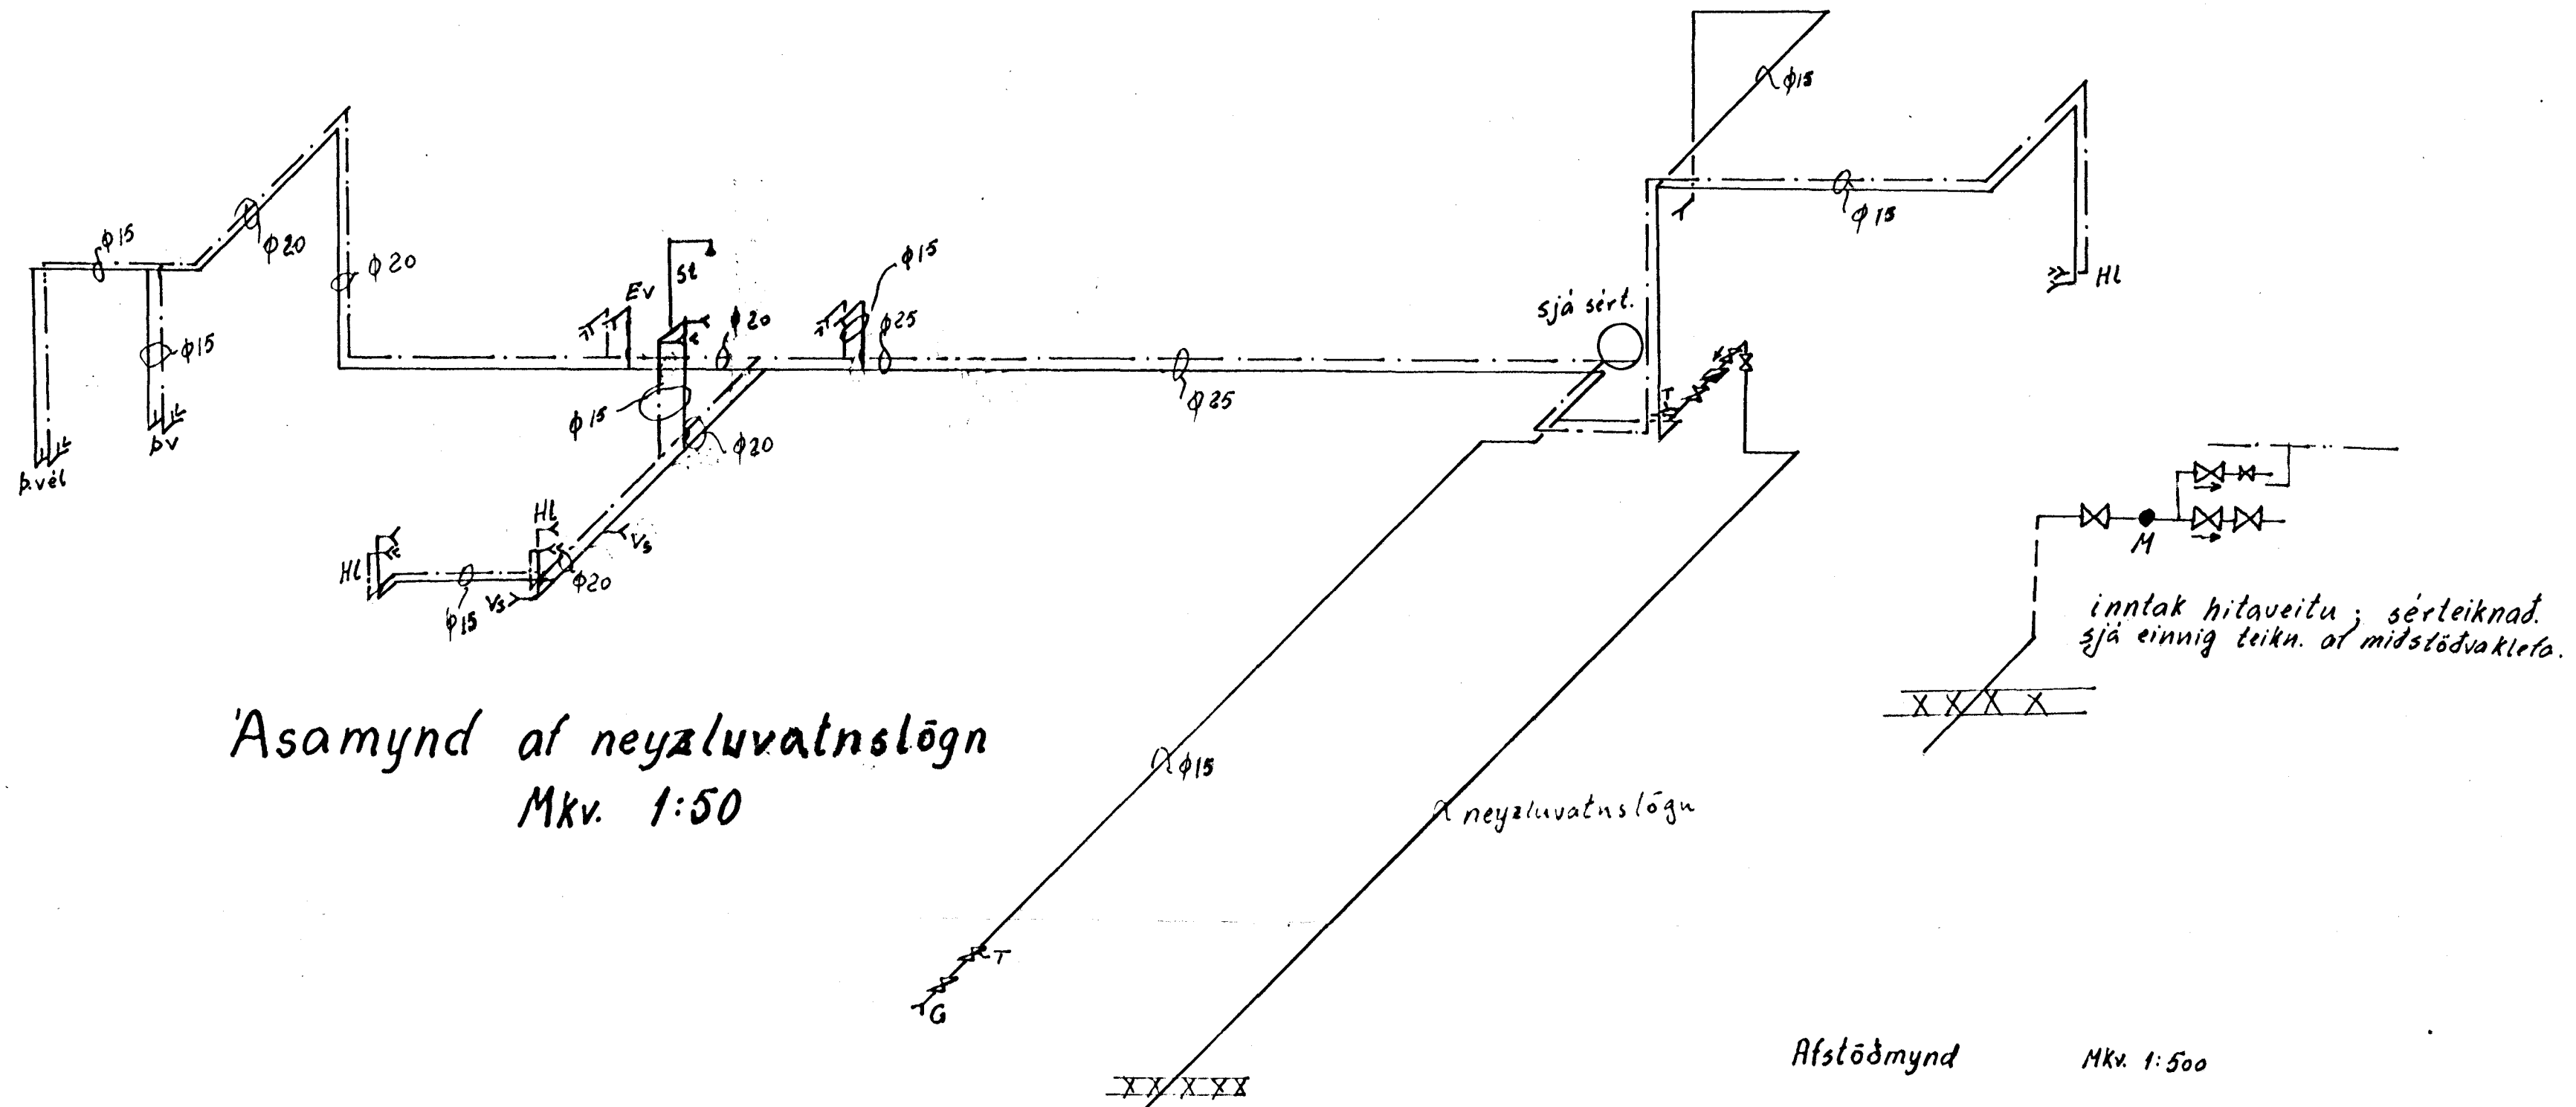 φ15
φ15
φ20
φ20
φ15
φ15
þv
þ.vél
Ev
St
φ20
φ15
φ25
φ25
φ15
φ20
sjá sért.
φ15
T
Hl
Hl
Hl
Vs
Vs
φ20
φ15
M
inntak hitaveitu ; sérteiknað.
sjá einnig teikn. af miðstöðvaklefa.
Ásamynd af neyzluvatnslögn
Mkv. 1:50
φ15
neyzluvatnslögn
T
G
Afstöðmynd Mkv. 1:500